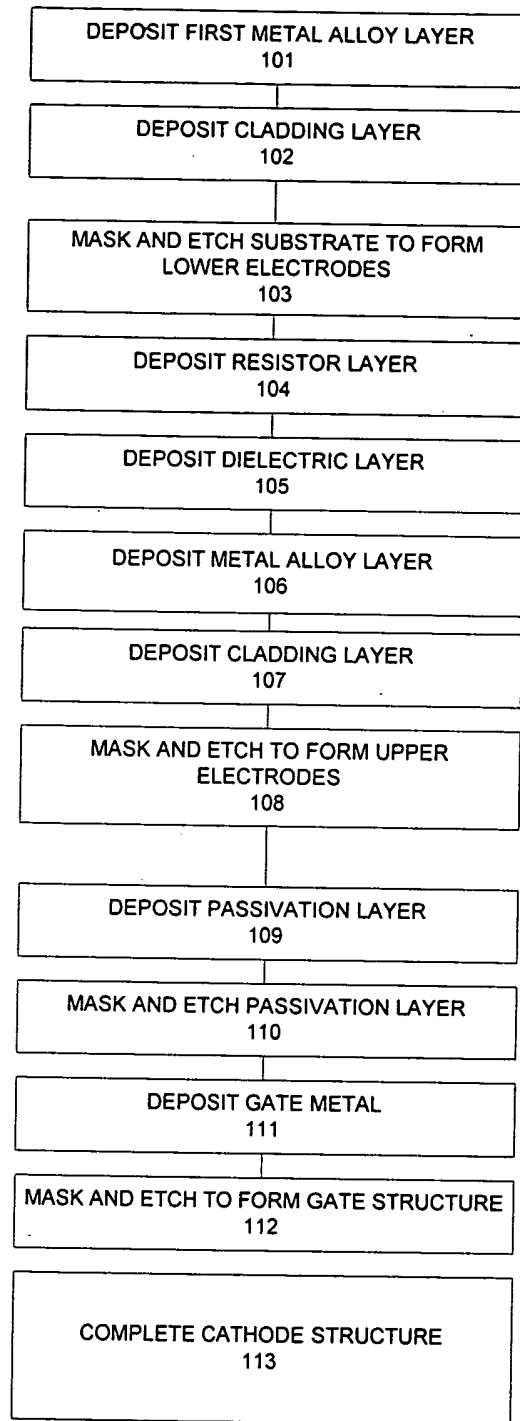 DEPOSIT FIRST METAL ALLOY LAYER
101
DEPOSIT CLADDING LAYER
102
MASK AND ETCH SUBSTRATE TO FORM
LOWER ELECTRODES
103
DEPOSIT RESISTOR LAYER
104
DEPOSIT DIELECTRIC LAYER
105
DEPOSIT METAL ALLOY LAYER
106
DEPOSIT CLADDING LAYER
107
MASK AND ETCH TO FORM UPPER
ELECTRODES
108
DEPOSIT PASSIVATION LAYER
109
MASK AND ETCH PASSIVATION LAYER
110
DEPOSIT GATE METAL
111
MASK AND ETCH TO FORM GATE STRUCTURE
112
COMPLETE CATHODE STRUCTURE
113